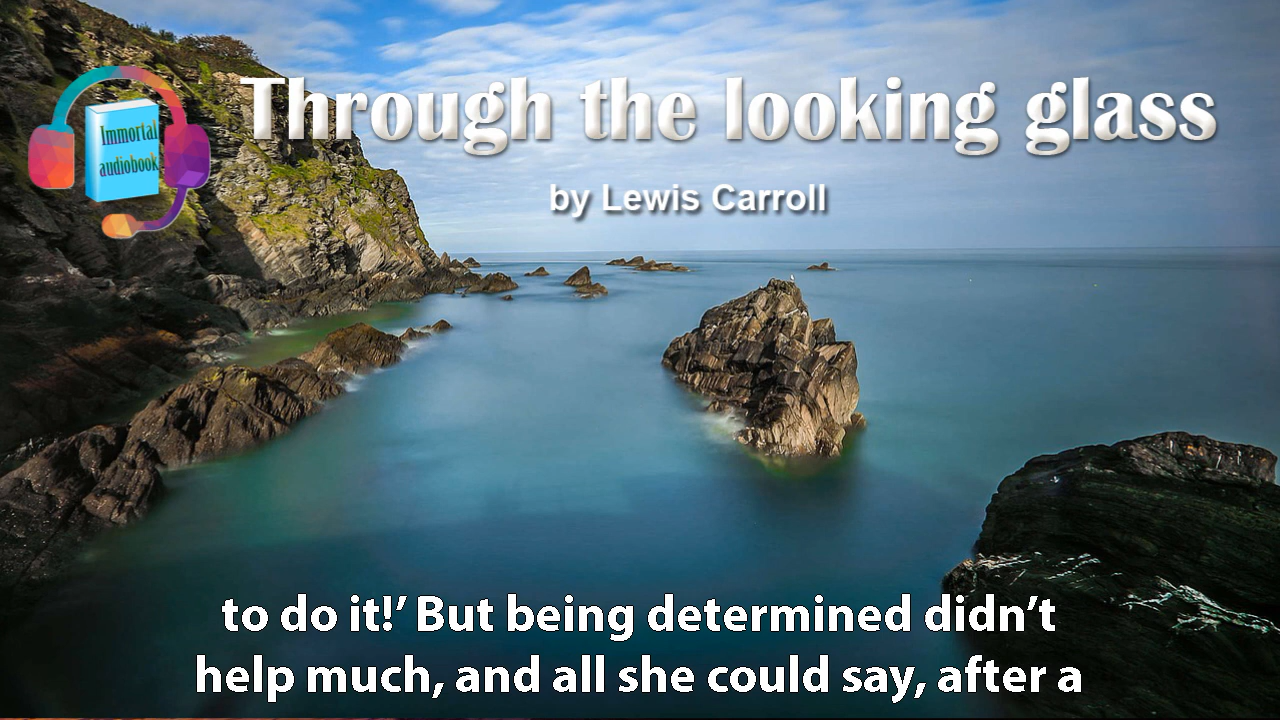 Immortal
audiobook
Through the looking glass
by Lewis Carroll
to do it!’ But being determined didn’t
help much, and all she could say, after a